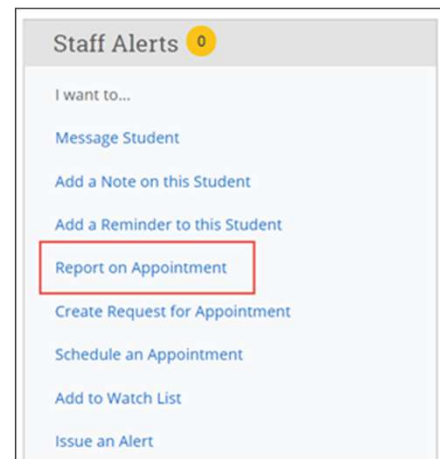 Staff Alerts 0
I want to...
Message Student
Add a Note on this Student
Add a Reminder to this Student
Report on Appointment
Create Request for Appointment
Schedule an Appointment
Add to Watch List
Issue an Alert